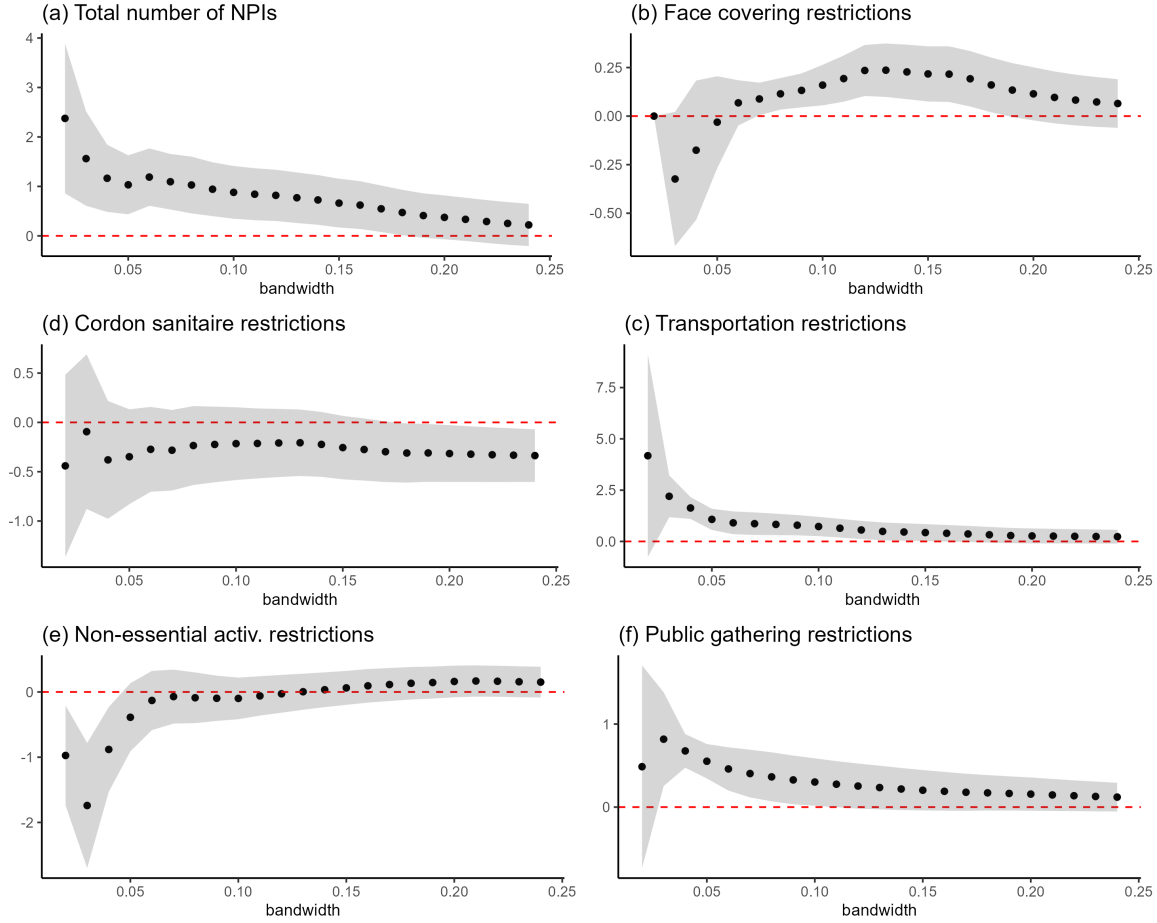 (a) Total number of NPIs
4
3
2
1
0
0.05 0.10 0.15 0.20 0.25
bandwidth
(b) Face covering restrictions
0.25
0.00
-0.25
-0.50
0.05 0.10 0.15 0.20 0.25
bandwidth
(d) Cordon sanitaire restrictions
0.5
0.0
-0.5
-1.0
0.05 0.10 0.15 0.20 0.25
bandwidth
(c) Transportation restrictions
7.5
5.0
2.5
0.0
0.05 0.10 0.15 0.20 0.25
bandwidth
(e) Non-essential activ. restrictions
0
-1
-2
0.05 0.10 0.15 0.20 0.25
bandwidth
(f) Public gathering restrictions
1
0
0.05 0.10 0.15 0.20 0.25
bandwidth